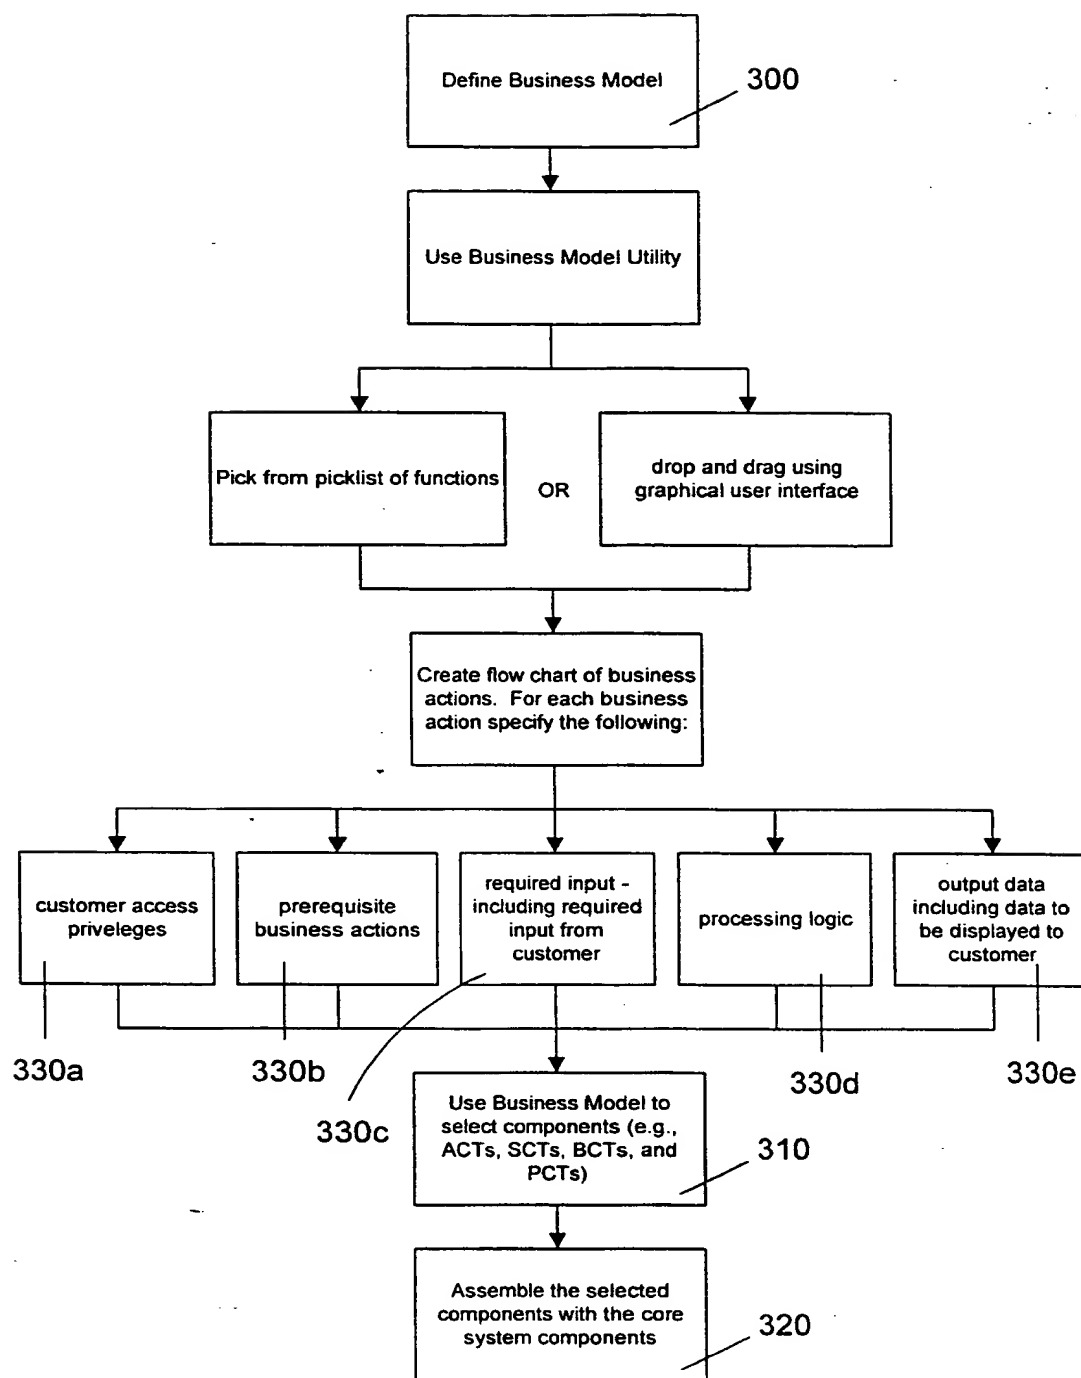 Define Business Model
300
Use Business Model Utility
Pick from picklist of functions
OR
drop and drag using
graphical user interface
Create flow chart of business
actions. For each business
action specify the following:
customer access
priveleges
prerequisite
business actions
required input -
including required
input from
customer
processing logic
output data
including data to
be displayed to
customer
330a
330b
330c
330d
330e
Use Business Model to
select components (e.g.,
ACTs, SCTs, BCTs, and
PCTs)
310
Assemble the selected
components with the core
system components
320